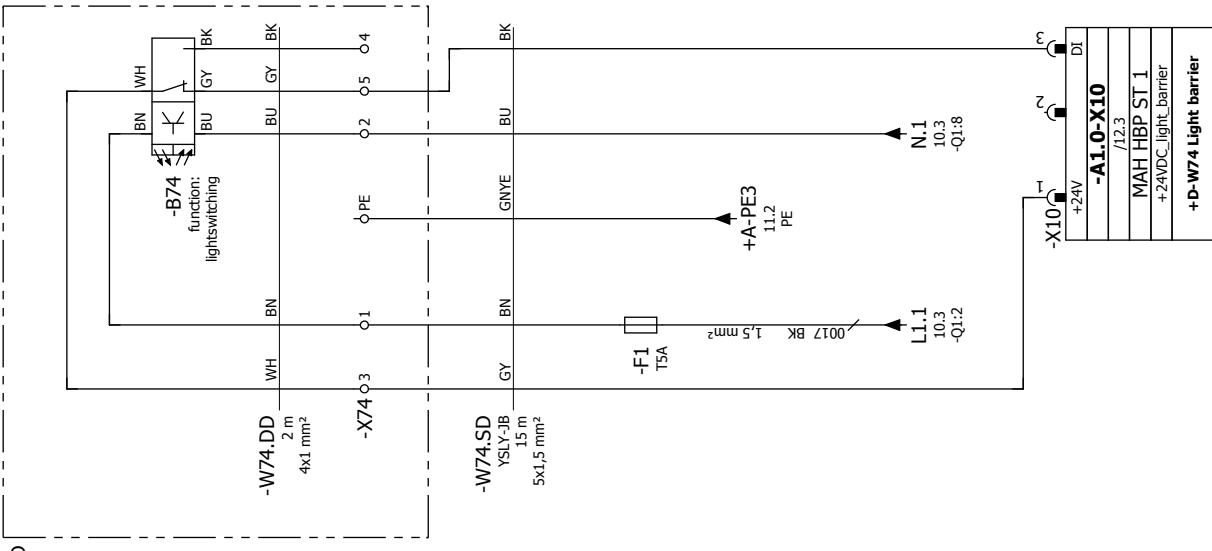 BN
WH
-B74
function:
lightswitching
BU
GY
BK
-W74.DD
2 m
4x1 mm²
WH
BN
BU
GY
BK
-X74
3
1
PE
2
5
4
-W74.SD
YSLY-JB
15 m
5x1,5 mm²
GY
BN
GNYE
BU
BK
-F1
T5A
0017 BK 1,5 mm²
+A-PE3
11.2
PE
L1.1
10.3
-Q1:2
N.1
10.3
-Q1:8
-X10
1
2
3
+24V
DI
-A1.0-X10
/12.3
MAH HBP ST 1
+24VDC_light_barrier
+D-W74 Light barrier